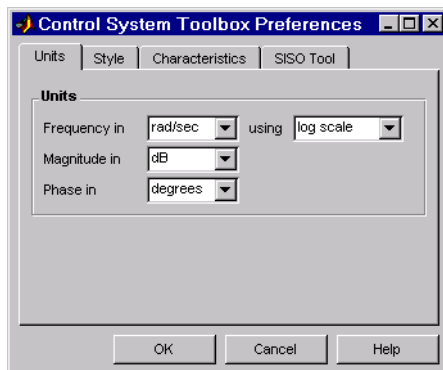 Control System Toolbox Preferences
Units Style Characteristics SISO Tool
Units
Frequency in rad/sec using log scale
Magnitude in dB
Phase in degrees
OK Cancel Help